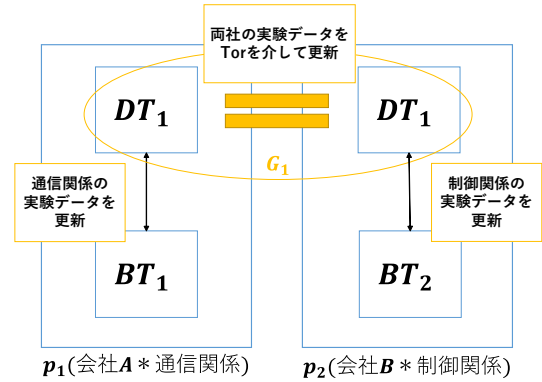 両社の実験データを
Torを介して更新
DT₁
DT₁
G₁
通信関係の
実験データを
更新
制御関係の
実験データを
更新
BT₁
BT₂
p₁(会社A∗通信関係)
p₂(会社B∗制御関係)